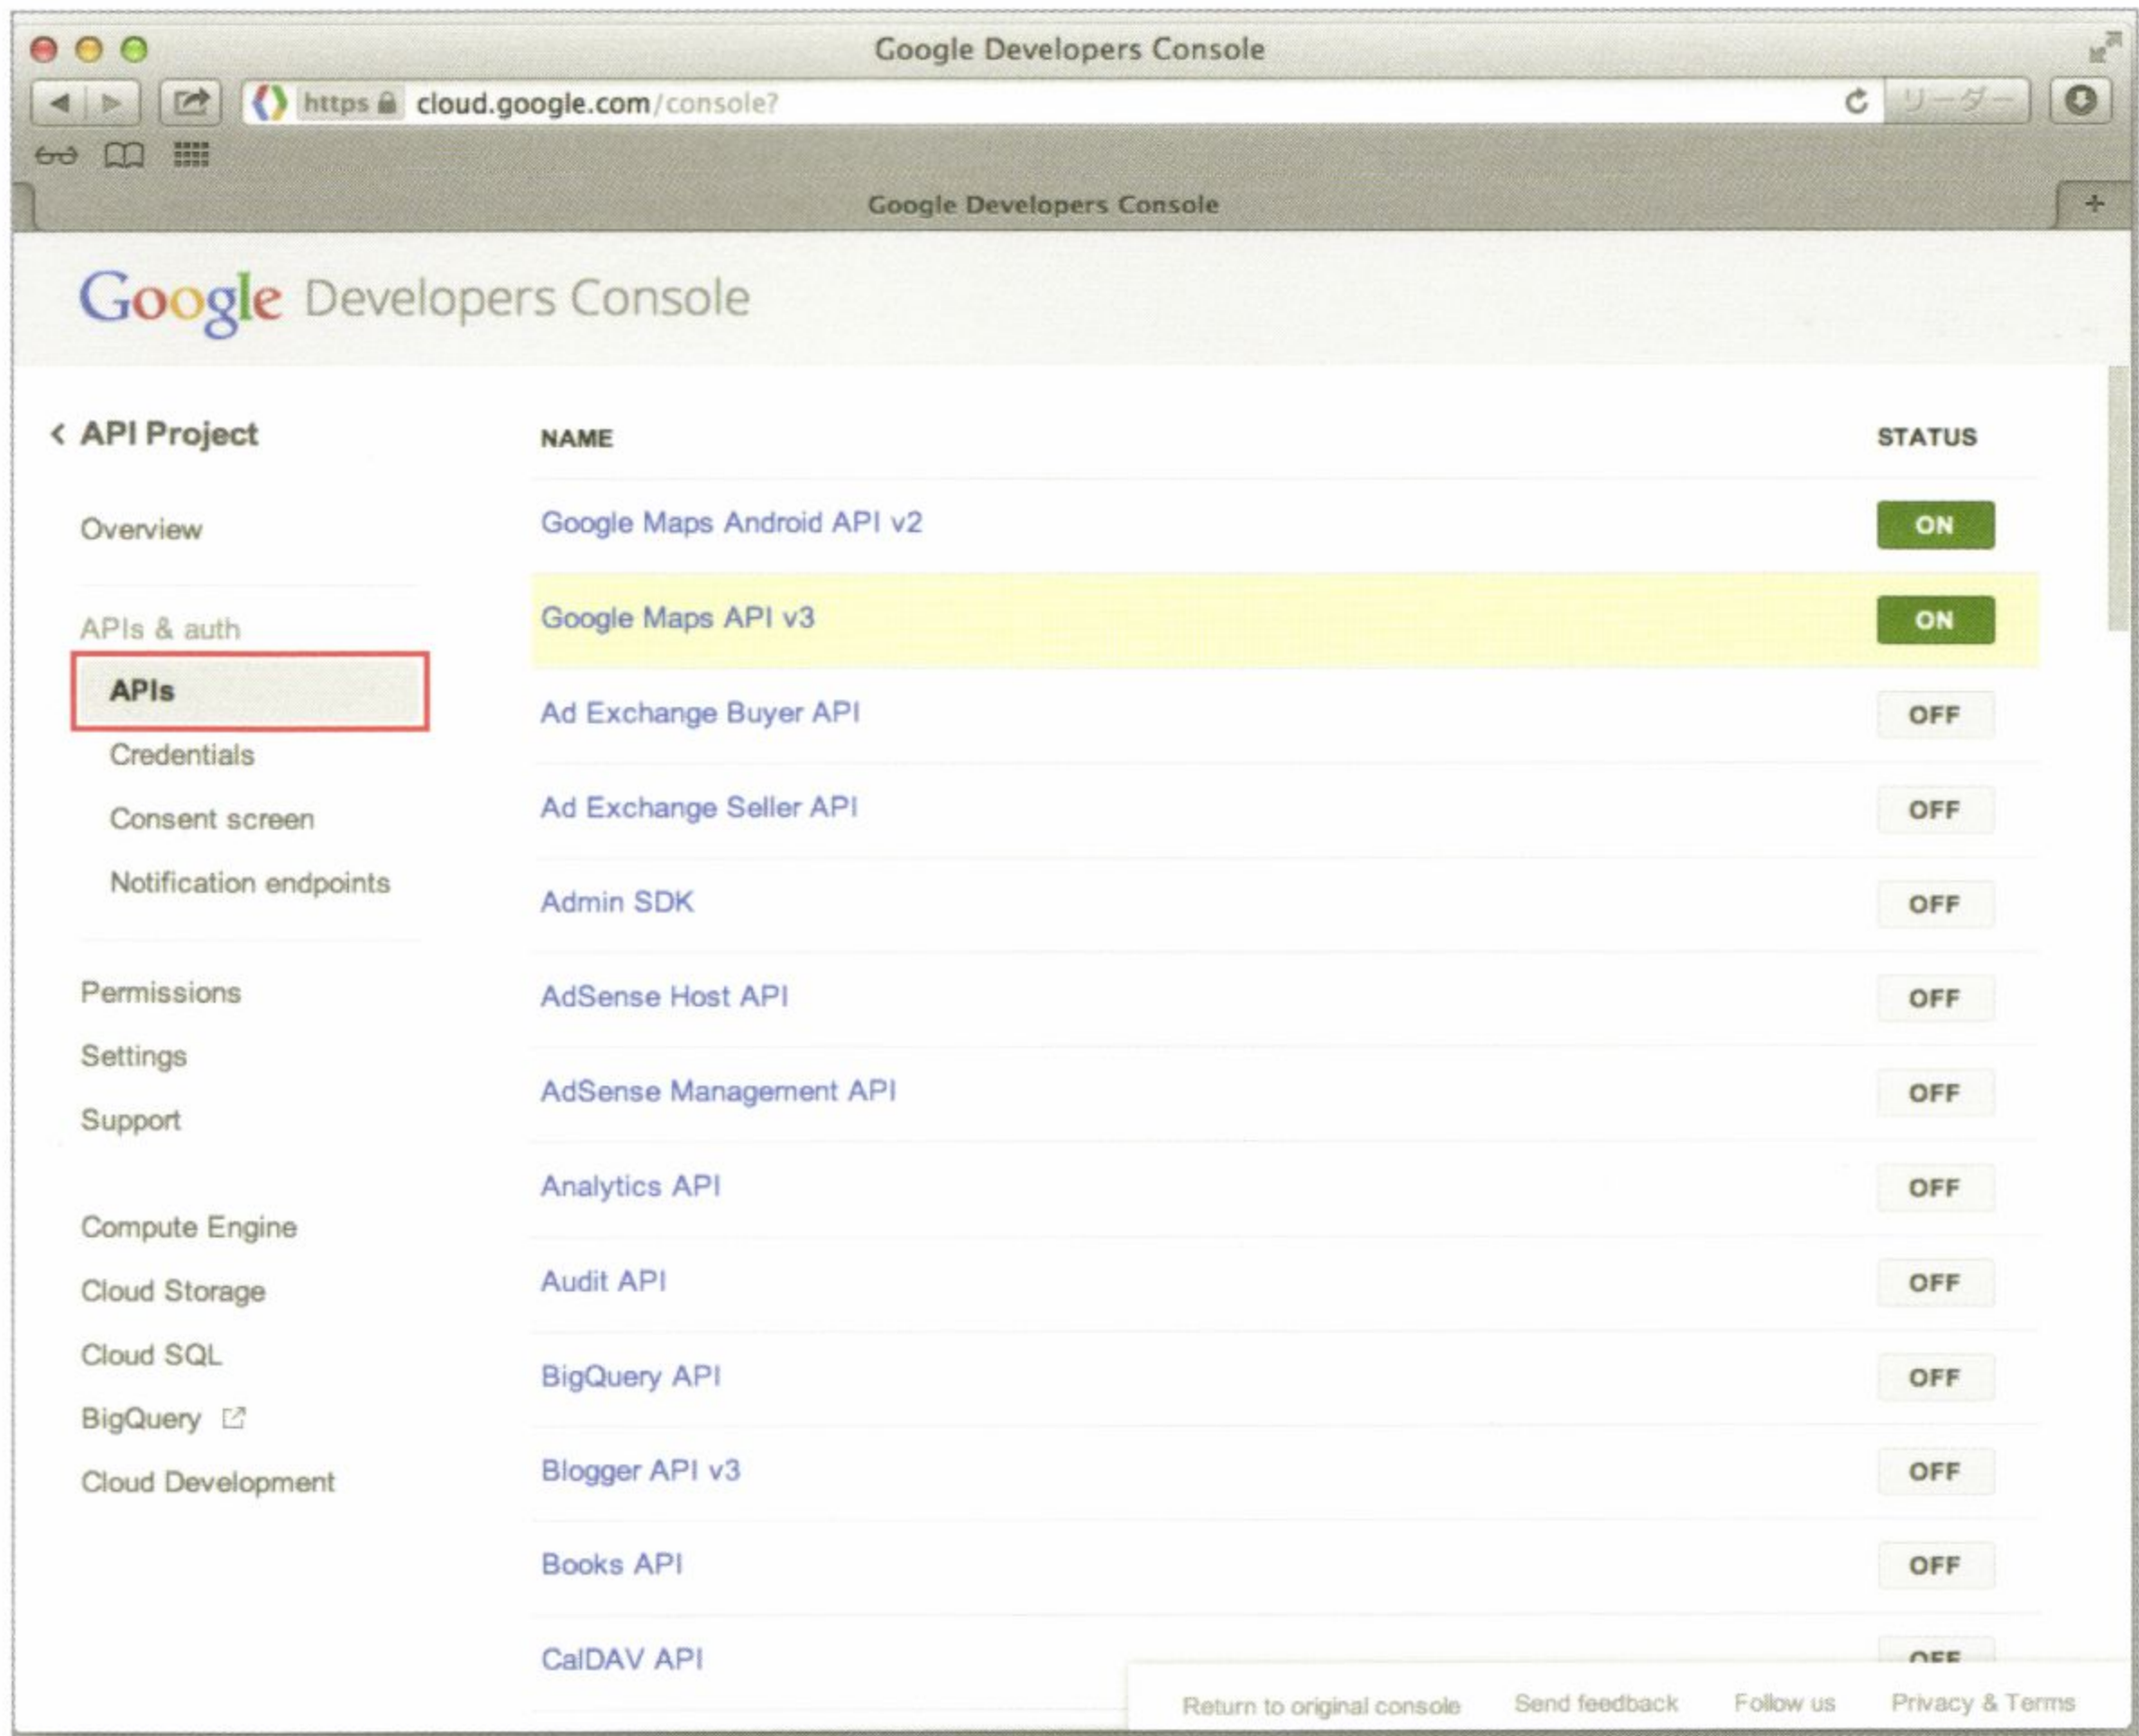 Google Developers Console
https cloud.google.com/console?
リーダー
Google Developers Console
Google Developers Console
API Project
Overview
APIs & auth
APIs
Credentials
Consent screen
Notification endpoints
Permissions
Settings
Support
Compute Engine
Cloud Storage
Cloud SQL
BigQuery
Cloud Development
NAME STATUS
Google Maps Android API v2 ON
Google Maps API v3 ON
Ad Exchange Buyer API OFF
Ad Exchange Seller API OFF
Admin SDK OFF
AdSense Host API OFF
AdSense Management API OFF
Analytics API OFF
Audit API OFF
BigQuery API OFF
Blogger API v3 OFF
Books API OFF
CalDAV API OFF
Return to original console Send feedback Follow us Privacy & Terms